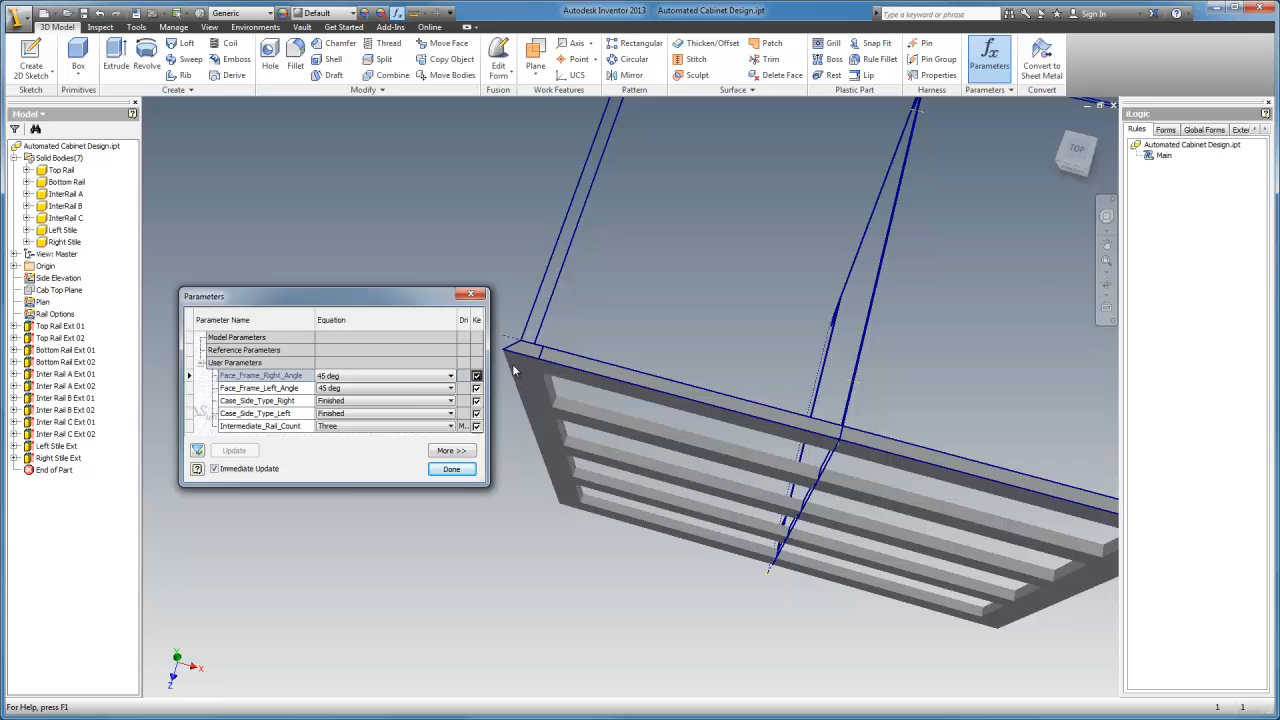 Generic Default Autodesk Inventor 2013 Automated Cabinet Design.ipt Type a keyword or phrase Sign In
3D Model Inspect Tools Manage View Environments Vault Get Started Add-Ins Online
Create
2D Sketch
Sketch
Box
Primitives
Extrude Revolve Loft Coil
Sweep Emboss
Rib Derive
Create
Hole Fillet Chamfer Thread Move Face
Shell Split Copy Object
Draft Combine Move Bodies
Modify
Edit
Form
Fusion
Plane Axis
Point
UCS
Work Features
Rectangular
Circular
Mirror
Pattern
Thicken/Offset Patch
Stitch Trim
Sculpt Delete Face
Surface
Grill Snap Fit
Boss Rule Fillet
Rest Lip
Plastic Part
Pin
Pin Group
Properties
Harness
Parameters
Parameters
Convert to
Sheet Metal
Convert
Model
Automated Cabinet Design.ipt
Solid Bodies(7)
Top Rail
Bottom Rail
InterRail A
InterRail B
InterRail C
Left Stile
Right Stile
View: Master
Origin
Side Elevation
Cab Top Plane
Plan
Rail Options
Top Rail Ext 01
Top Rail Ext 02
Bottom Rail Ext 01
Bottom Rail Ext 02
Inter Rail A Ext 01
Inter Rail A Ext 02
Inter Rail B Ext 01
Inter Rail B Ext 02
Inter Rail C Ext 01
Inter Rail C Ext 02
Left Stile Ext
Right Stile Ext
End of Part
Parameters
Parameter Name Equation Dri Ke
Model Parameters
Reference Parameters
User Parameters
Face_Frame_Right_Angle 45 deg
Face_Frame_Left_Angle 45 deg
Case_Side_Type_Right Finished
Case_Side_Type_Left Finished
Intermediate_Rail_Count Three M..
Update More >>
Immediate Update Done
TOP
Y
X
Z
iLogic
Rules Forms Global Forms Exte
Automated Cabinet Design.ipt
Main
For Help, press F1 1 1